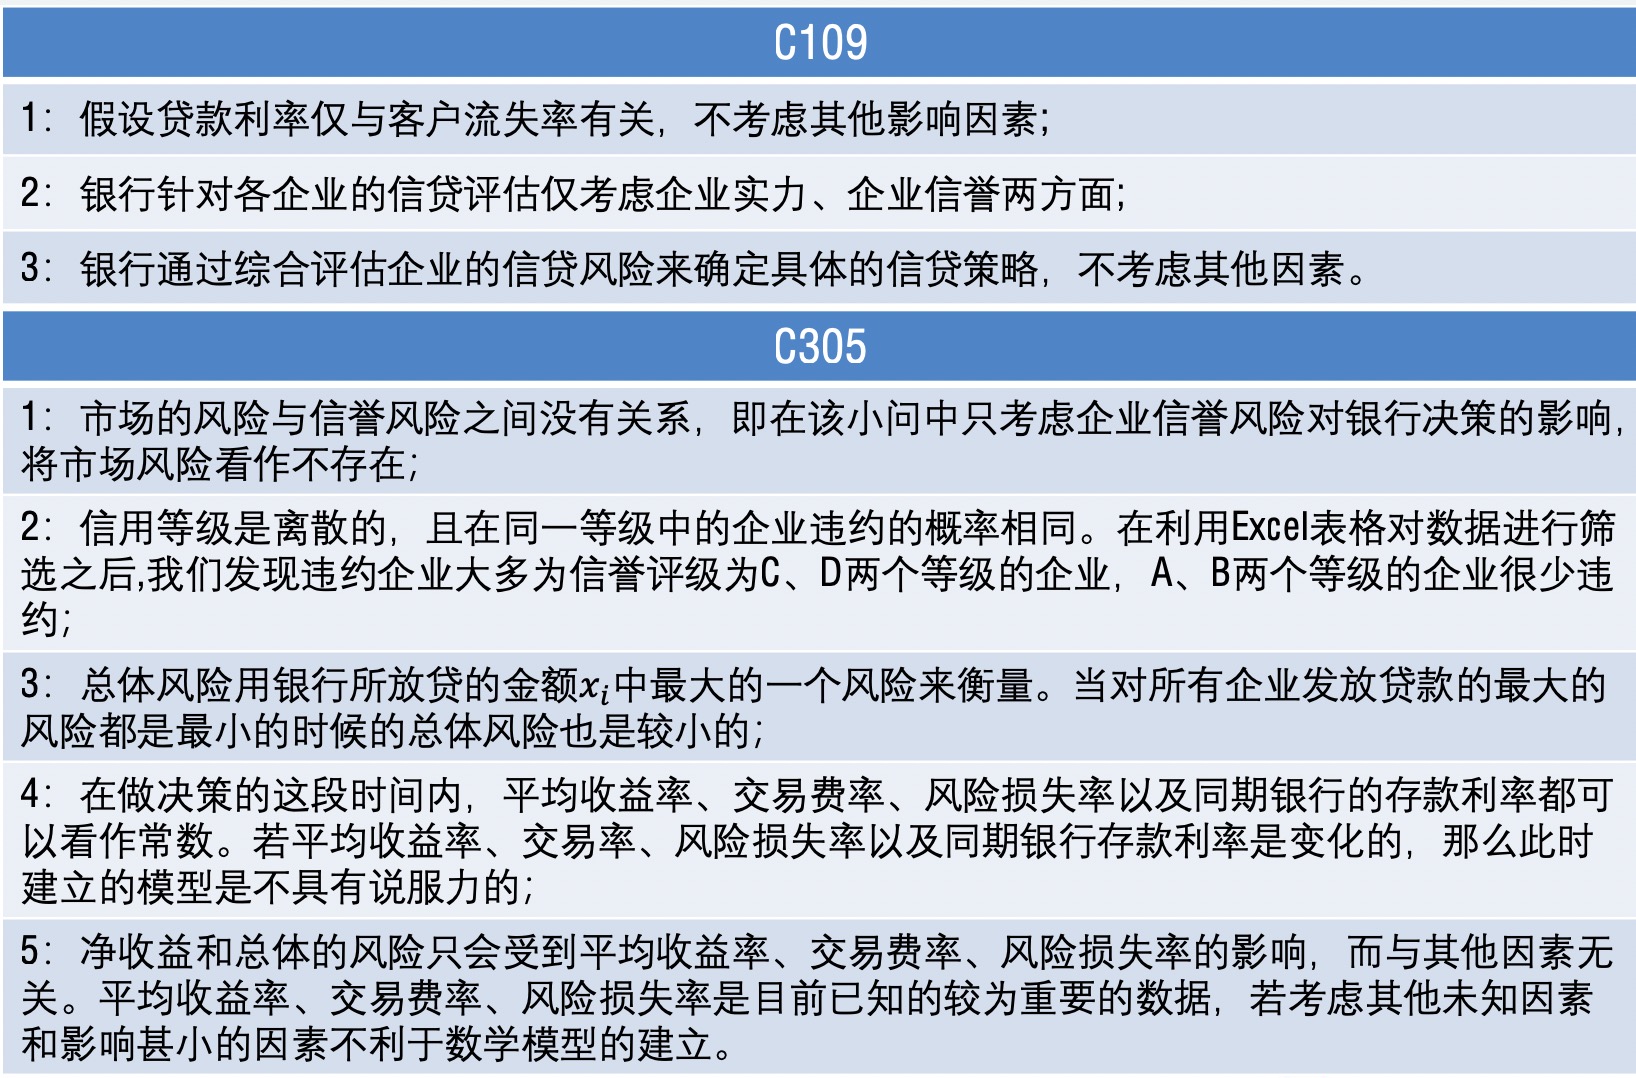 C109
1：假设贷款利率仅与客户流失率有关，不考虑其他影响因素；
2：银行针对各企业的信贷评估仅考虑企业实力、企业信誉两方面；
3：银行通过综合评估企业的信贷风险来确定具体的信贷策略，不考虑其他因素。
C305
1：市场的风险与信誉风险之间没有关系，即在该小问中只考虑企业信誉风险对银行决策的影响，
将市场风险看作不存在；
2：信用等级是离散的，且在同一等级中的企业违约的概率相同。在利用Excel表格对数据进行筛
选之后,我们发现违约企业大多为信誉评级为C、D两个等级的企业，A、B两个等级的企业很少违
约；
3：总体风险用银行所放贷的金额x_i中最大的一个风险来衡量。当对所有企业发放贷款的最大的
风险都是最小的时候的总体风险也是较小的；
4：在做决策的这段时间内，平均收益率、交易费率、风险损失率以及同期银行的存款利率都可
以看作常数。若平均收益率、交易率、风险损失率以及同期银行存款利率是变化的，那么此时
建立的模型是不具有说服力的；
5：净收益和总体的风险只会受到平均收益率、交易费率、风险损失率的影响，而与其他因素无
关。平均收益率、交易费率、风险损失率是目前已知的较为重要的数据，若考虑其他未知因素
和影响甚小的因素不利于数学模型的建立。